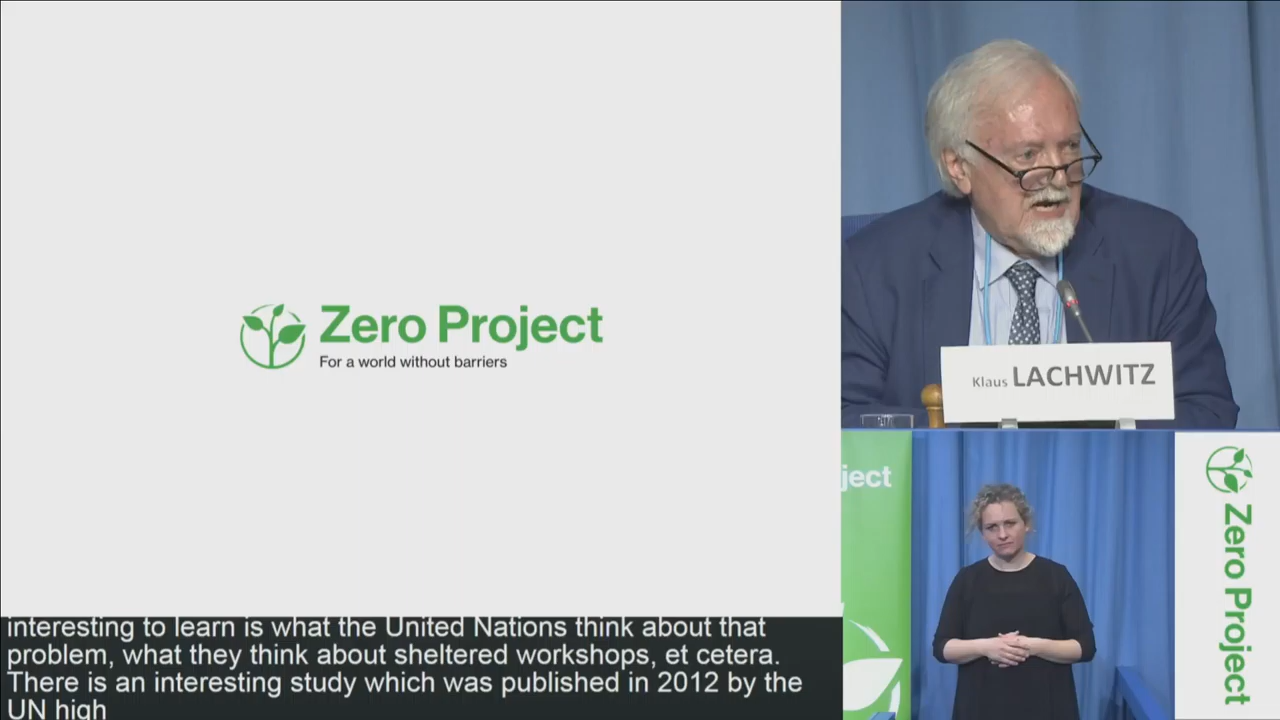 Zero Project
For a world without barriers
Klaus LACHWITZ
ject
Zero Project
interesting to learn is what the United Nations think about that
problem, what they think about sheltered workshops, et cetera.
There is an interesting study which was published in 2012 by the
UN high